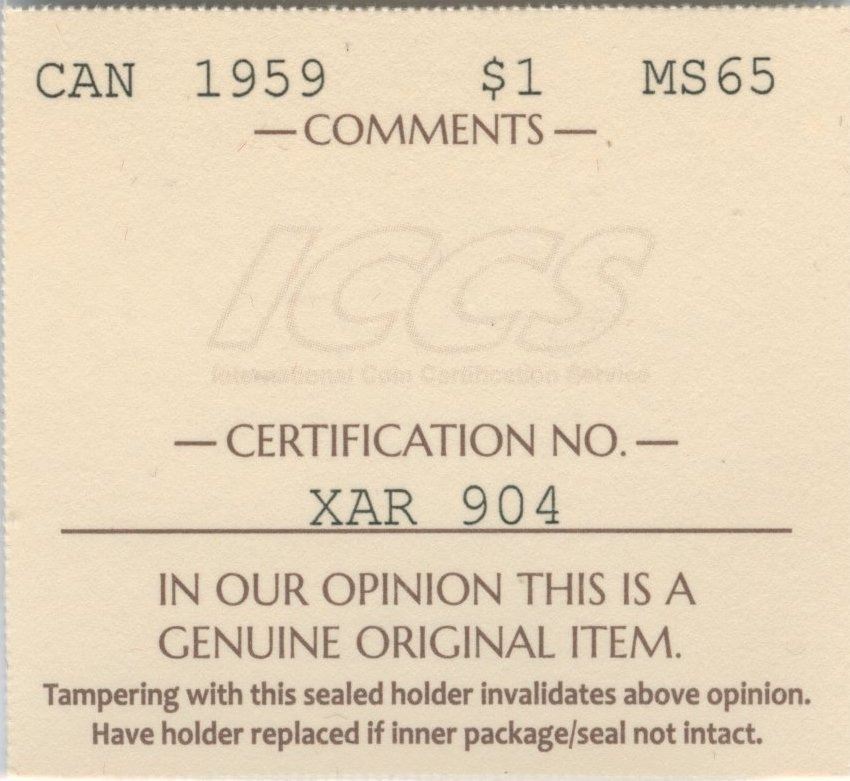 CAN 1959 $1 MS65
— COMMENTS —
ICCS
International Coin Certification Service
— CERTIFICATION NO. —
XAR 904
IN OUR OPINION THIS IS A
GENUINE ORIGINAL ITEM.
Tampering with this sealed holder invalidates above opinion.
Have holder replaced if inner package/seal not intact.